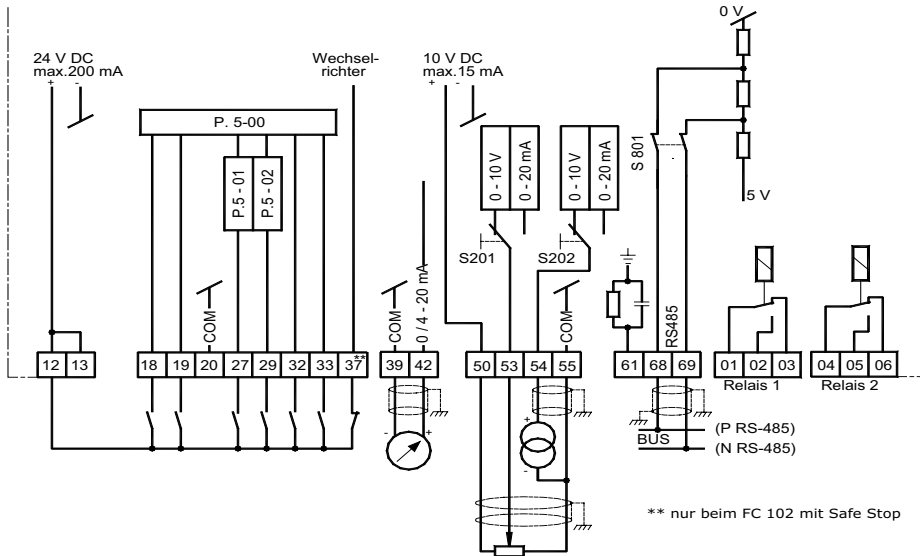 0 V
24 V DC
max.200 mA
+ -
Wechsel-
richter
10 V DC
max.15 mA
+ -
P. 5-00
P.5 - 01
P.5 - 02
0 - 10 V
0 - 20 mA
0 - 10 V
0 - 20 mA
S 801
5 V
S201
S202
COM
COM
0 / 4 - 20 mA
COM
RS485
12 13
18 19 20 27 29 32 33 37**
39 42
50 53 54 55
61 68 69
01 02 03
04 05 06
Relais 1
Relais 2
- +
+
-
BUS
(P RS-485)
(N RS-485)
** nur beim FC 102 mit Safe Stop